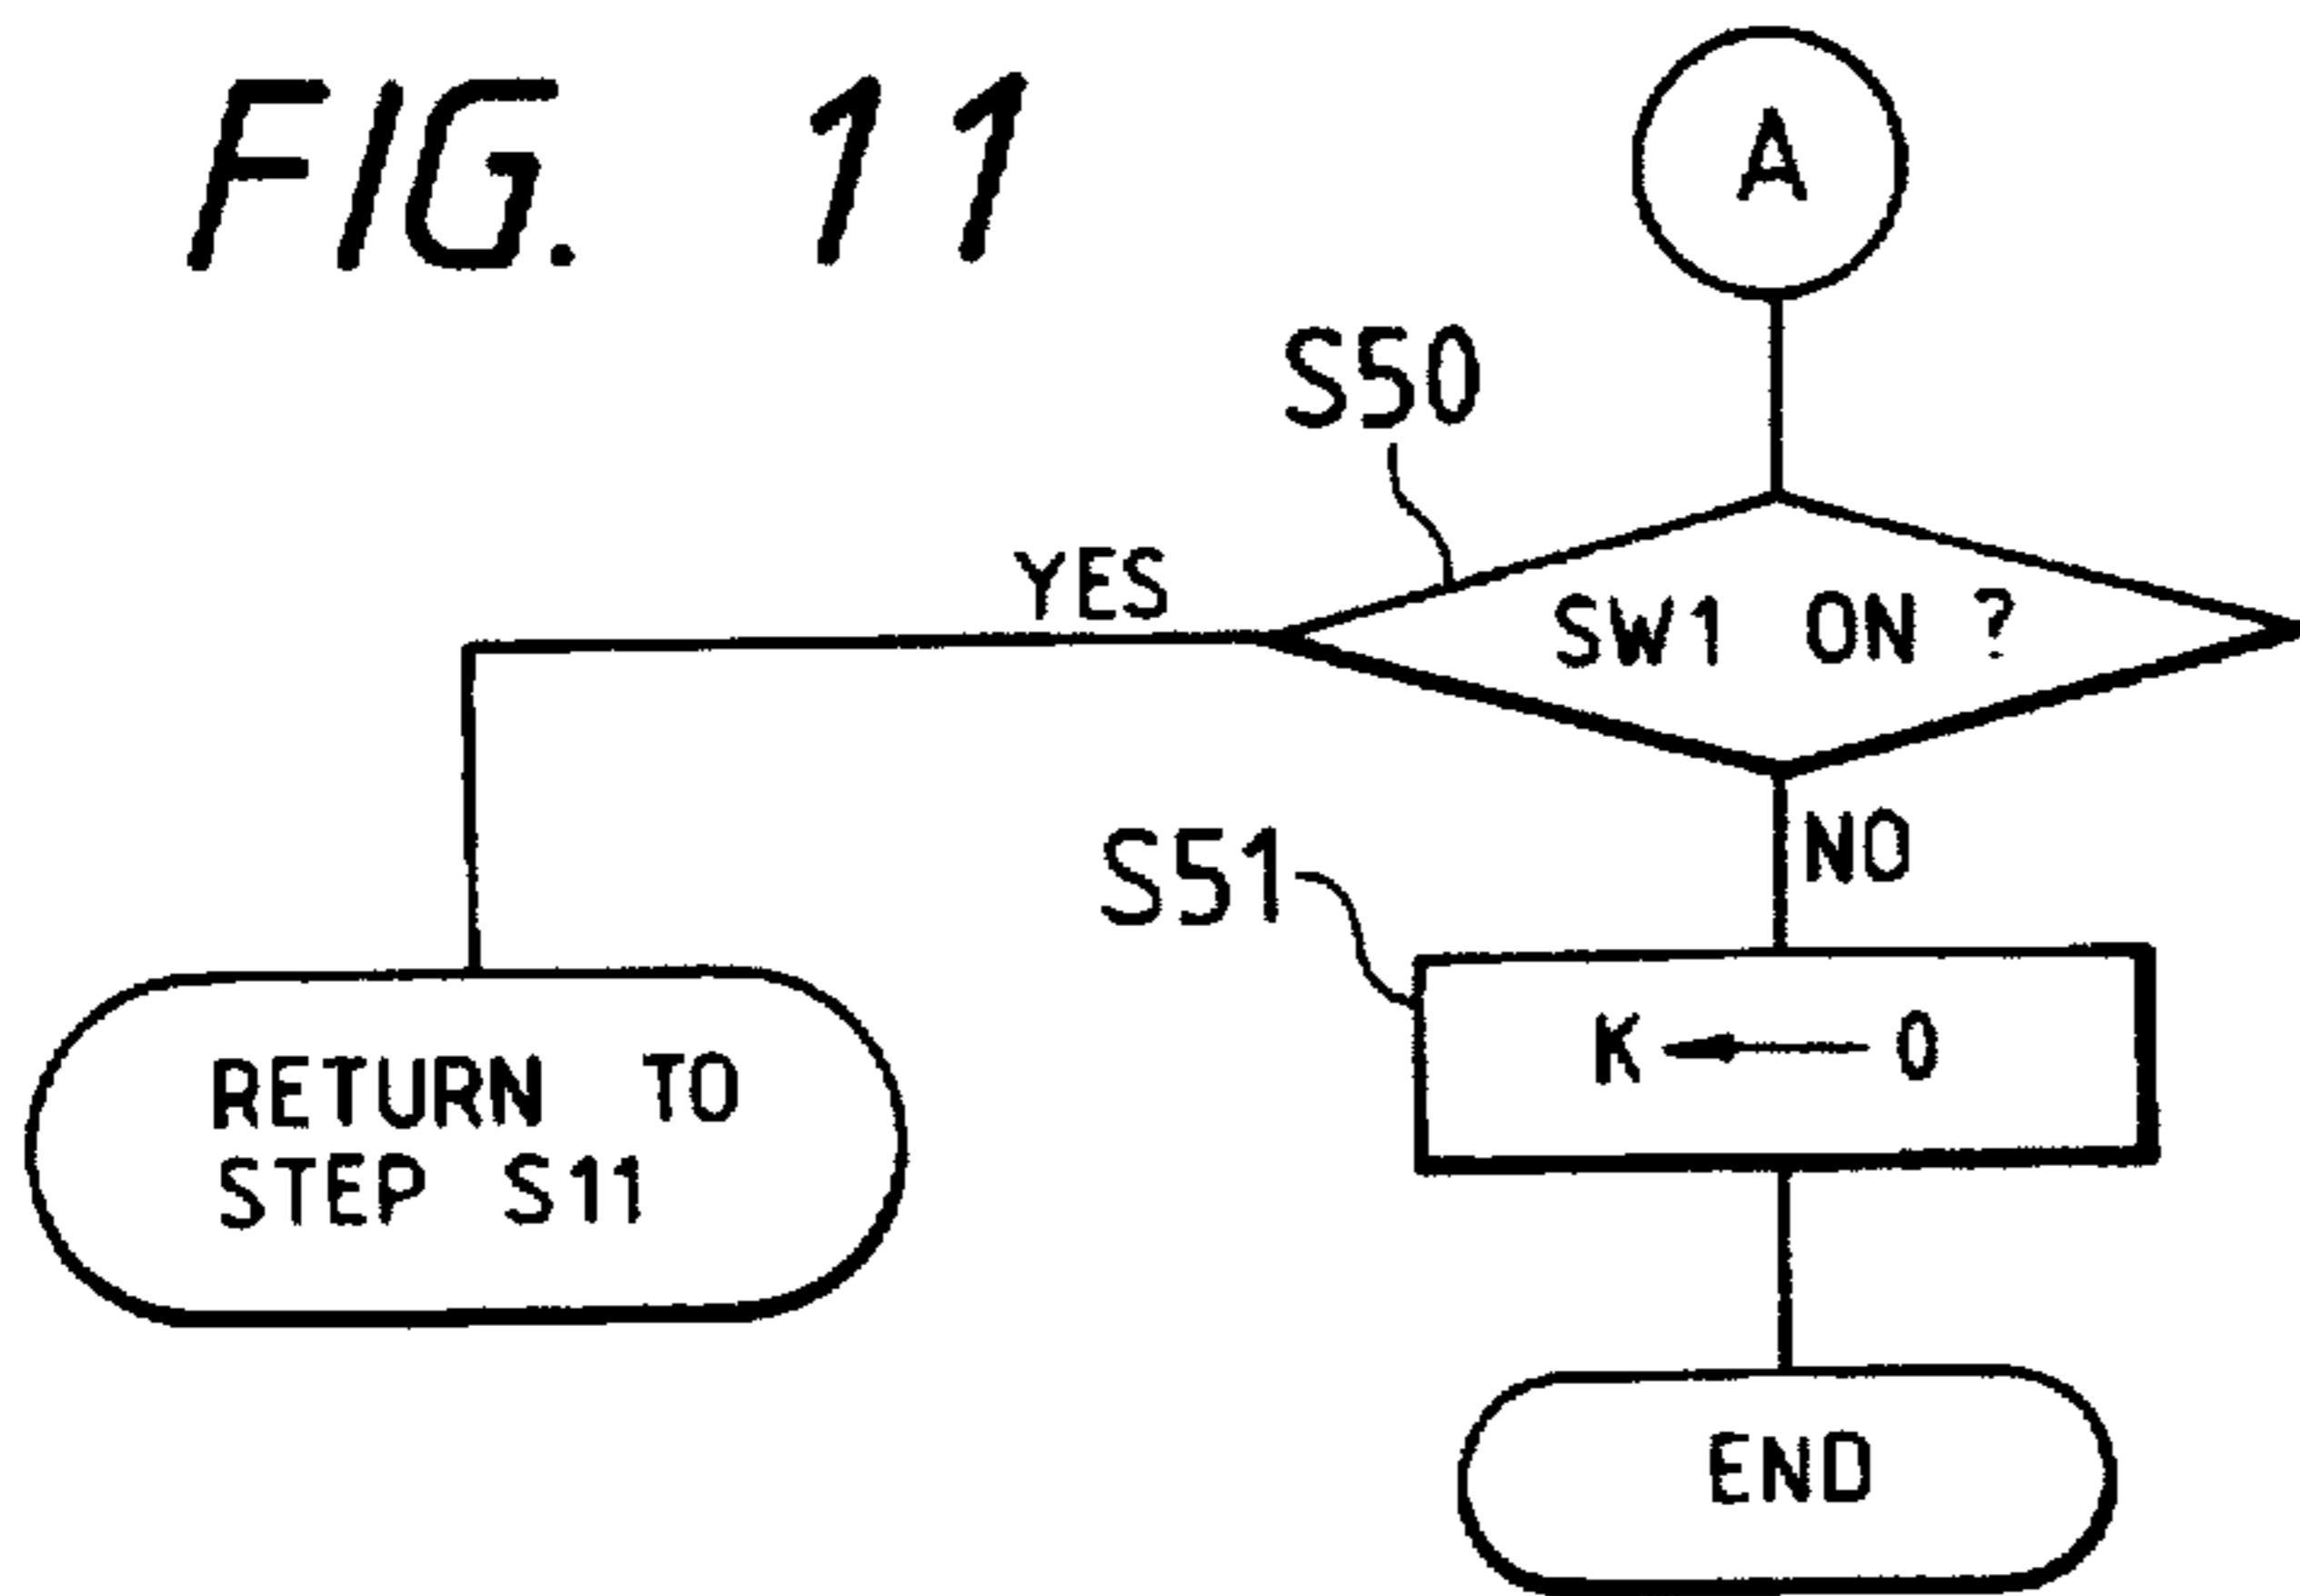 FIG. 11
A
S50
YES
SW1 ON ?
NO
S51
K ← 0
RETURN TO
STEP S11
END